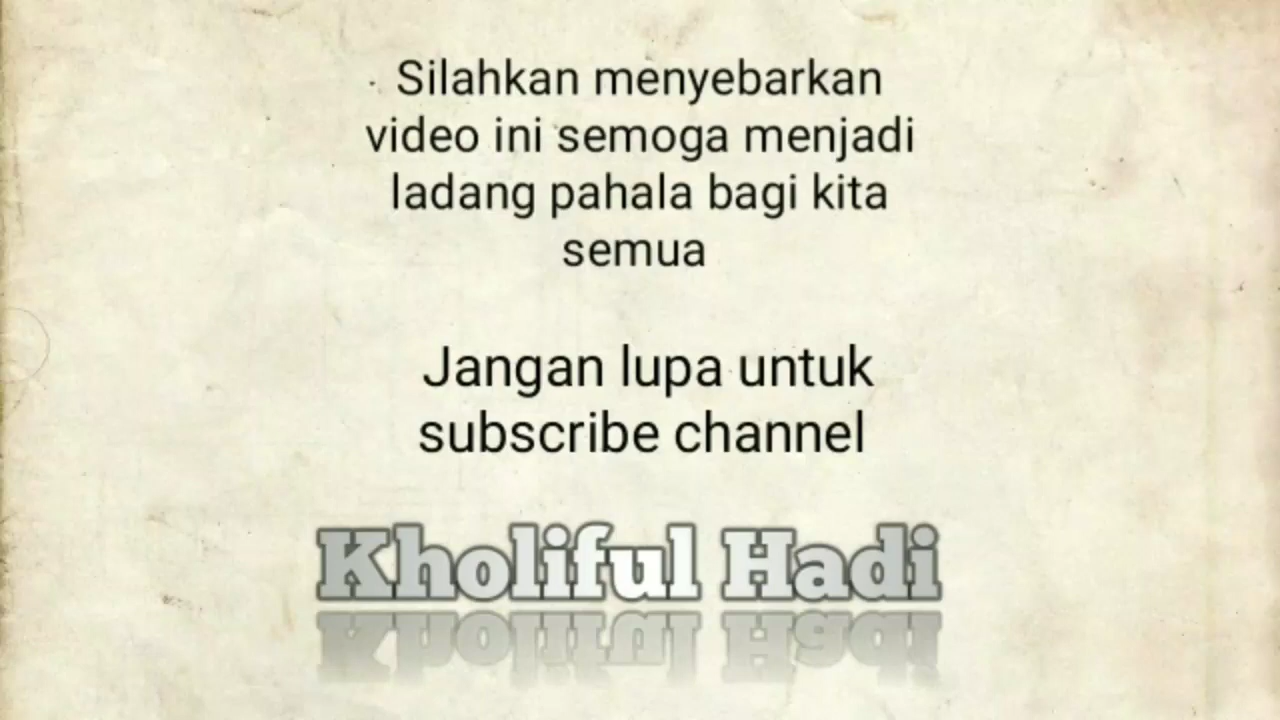 Silahkan menyebarkan
video ini semoga menjadi
ladang pahala bagi kita
semua
Jangan lupa untuk
subscribe channel
Kholiful Hadi